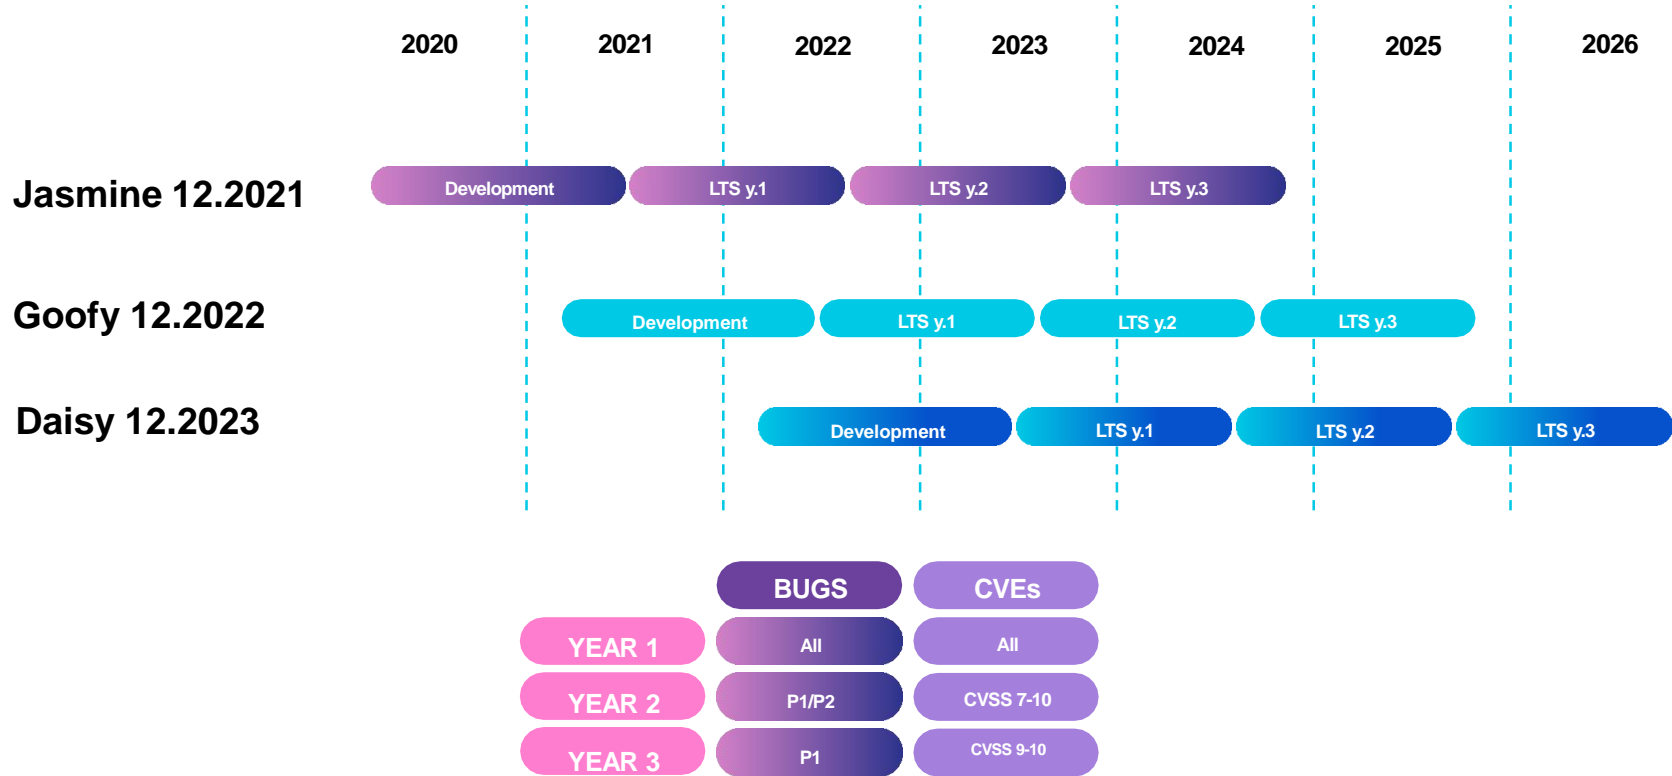 2020 2021 2022 2023 2024 2025 2026
Jasmine 12.2021 Development LTS y.1 LTS y.2 LTS y.3
Goofy 12.2022 Development LTS y.1 LTS y.2 LTS y.3
Daisy 12.2023 Development LTS y.1 LTS y.2 LTS y.3
BUGS CVEs
YEAR 1 All All
YEAR 2 P1/P2 CVSS 7-10
YEAR 3 P1 CVSS 9-10